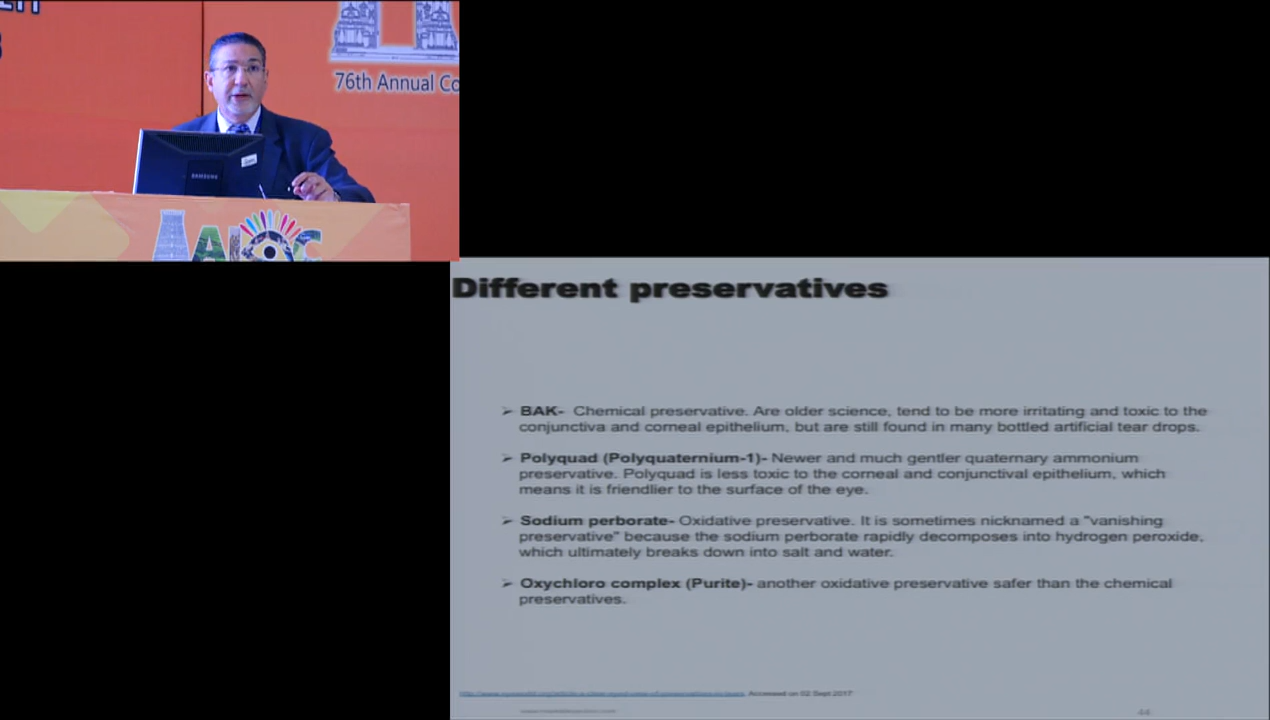 76th Annual Co
SAMSUNG
AIOC
Different preservatives
➢ BAK- Chemical preservative. Are older science, tend to be more irritating and toxic to the
conjunctiva and corneal epithelium, but are still found in many bottled artificial tear drops.
➢ Polyquad (Polyquaternium-1)- Newer and much gentler quaternary ammonium
preservative. Polyquad is less toxic to the corneal and conjunctival epithelium, which
means it is friendlier to the surface of the eye.
➢ Sodium perborate- Oxidative preservative. It is sometimes nicknamed a "vanishing
preservative" because the sodium perborate rapidly decomposes into hydrogen peroxide,
which ultimately breaks down into salt and water.
➢ Oxychloro complex (Purite)- another oxidative preservative safer than the chemical
preservatives.
Accessed on 02 Sept 2017
44